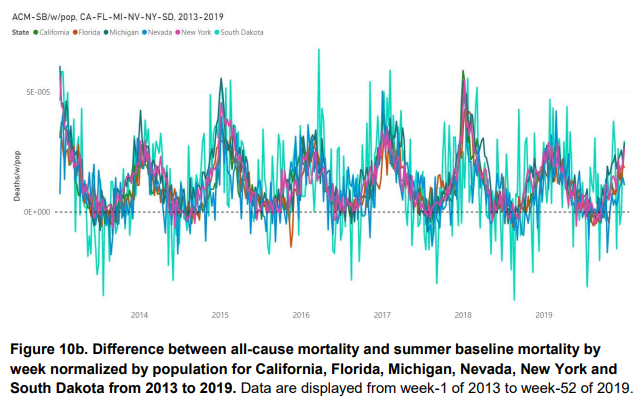 ACM-SB/w/pop, CA-FL-MI-NV-NY-SD, 2013-2019
State California Florida Michigan Nevada New York South Dakota
5E-005
Deaths/w/pop
0E+000
2014 2015 2016 2017 2018 2019
Figure 10b. Difference between all-cause mortality and summer baseline mortality by
week normalized by population for California, Florida, Michigan, Nevada, New York and
South Dakota from 2013 to 2019. Data are displayed from week-1 of 2013 to week-52 of 2019.